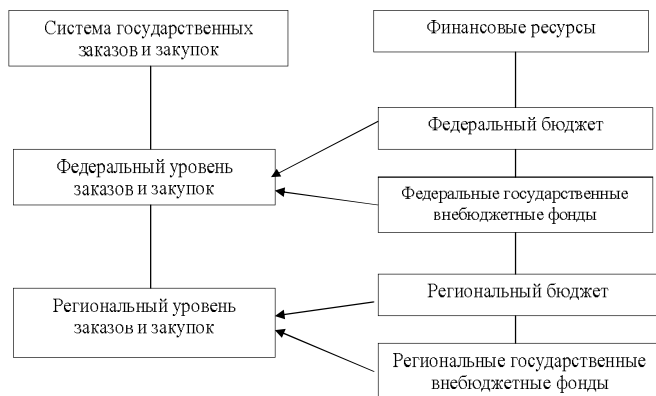 Система государственных
заказов и закупок
Финансовые ресурсы
Федеральный бюджет
Федеральный уровень
заказов и закупок
Федеральные государственные
внебюджетные фонды
Региональный уровень
заказов и закупок
Региональный бюджет
Региональные государственные
внебюджетные фонды